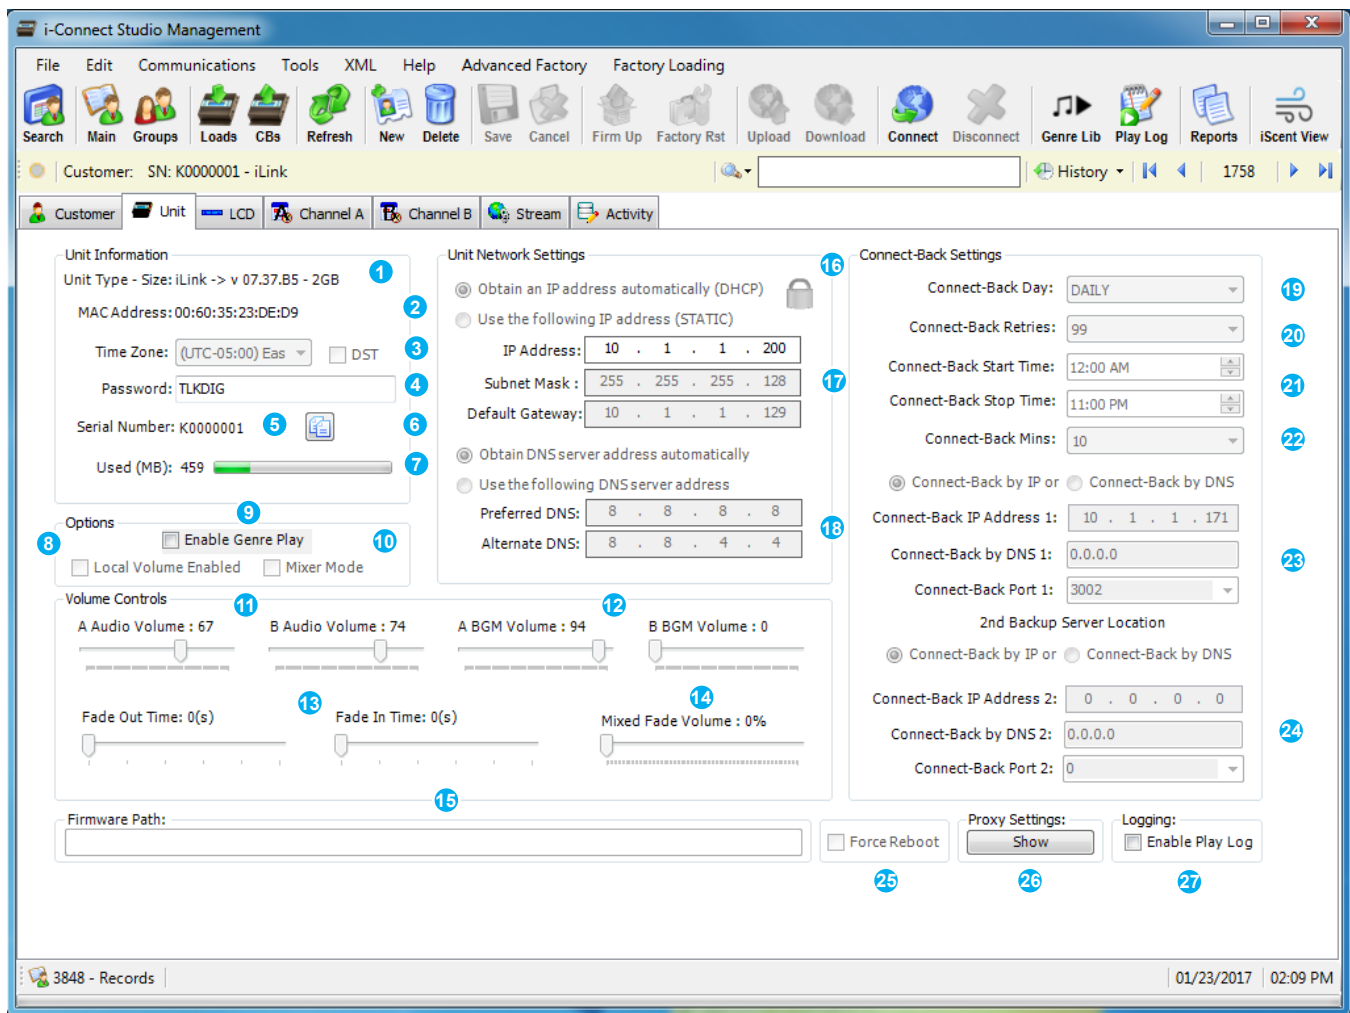 i-Connect Studio Management
File Edit Communications Tools XML Help Advanced Factory Factory Loading
Search Main Groups Loads CBs Refresh New Delete Save Cancel Firm Up Factory Rst Upload Download Connect Disconnect Genre Lib Play Log Reports iScent View
Customer: SN: K0000001 - iLink History 1758
Customer Unit LCD Channel A Channel B Stream Activity
Unit Information
1
Unit Type - Size: iLink -> v 07.37.B5 - 2GB
2
MAC Address: 00:60:35:23:DE:D9
Time Zone: (UTC-05:00) Eas DST 3
Password: TLKDIG 4
Serial Number: K0000001 5 6
Used (MB): 459 7
9
Options
8 Enable Genre Play 10
Local Volume Enabled Mixer Mode
Unit Network Settings
16
Obtain an IP address automatically (DHCP)
Use the following IP address (STATIC)
IP Address: 10 . 1 . 1 . 200
Subnet Mask : 255 . 255 . 255 . 128 17
Default Gateway: 10 . 1 . 1 . 129
Obtain DNS server address automatically
Use the following DNS server address
Preferred DNS: 8 . 8 . 8 . 8
18
Alternate DNS: 8 . 8 . 4 . 4
Volume Controls
11 12
A Audio Volume : 67 B Audio Volume : 74 A BGM Volume : 94 B BGM Volume : 0
13 14
Fade Out Time: 0(s) Fade In Time: 0(s) Mixed Fade Volume : 0%
15
Connect-Back Settings
Connect-Back Day: DAILY 19
Connect-Back Retries: 99 20
Connect-Back Start Time: 12:00 AM
21
Connect-Back Stop Time: 11:00 PM
Connect-Back Mins: 10 22
Connect-Back by IP or Connect-Back by DNS
Connect-Back IP Address 1: 10 . 1 . 1 . 171
Connect-Back by DNS 1: 0.0.0.0 23
Connect-Back Port 1: 3002
2nd Backup Server Location
Connect-Back by IP or Connect-Back by DNS
Connect-Back IP Address 2: 0 . 0 . 0 . 0
Connect-Back by DNS 2: 0.0.0.0 24
Connect-Back Port 2: 0
Firmware Path:
Force Reboot
25
Proxy Settings:
Show
26
Logging:
Enable Play Log
27
3848 - Records 01/23/2017 02:09 PM